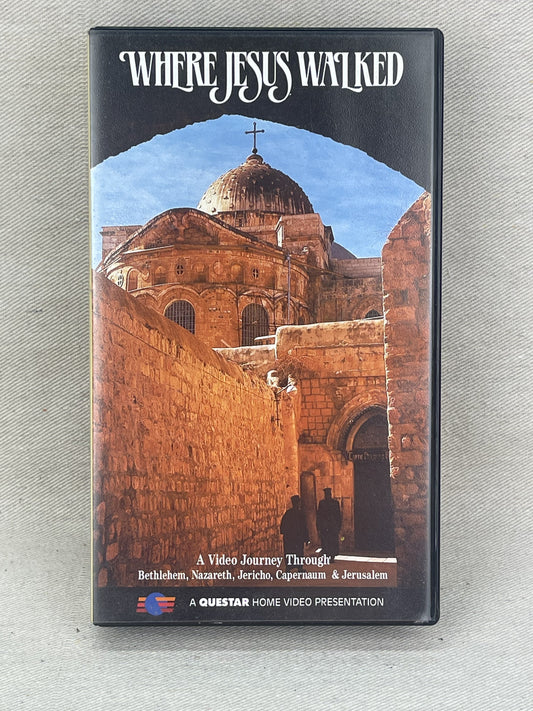 WHERE JESUS WALKED
A Video Journey Through
Bethlehem, Nazareth, Jericho, Capernaum & Jerusalem
A QUESTAR HOME VIDEO PRESENTATION